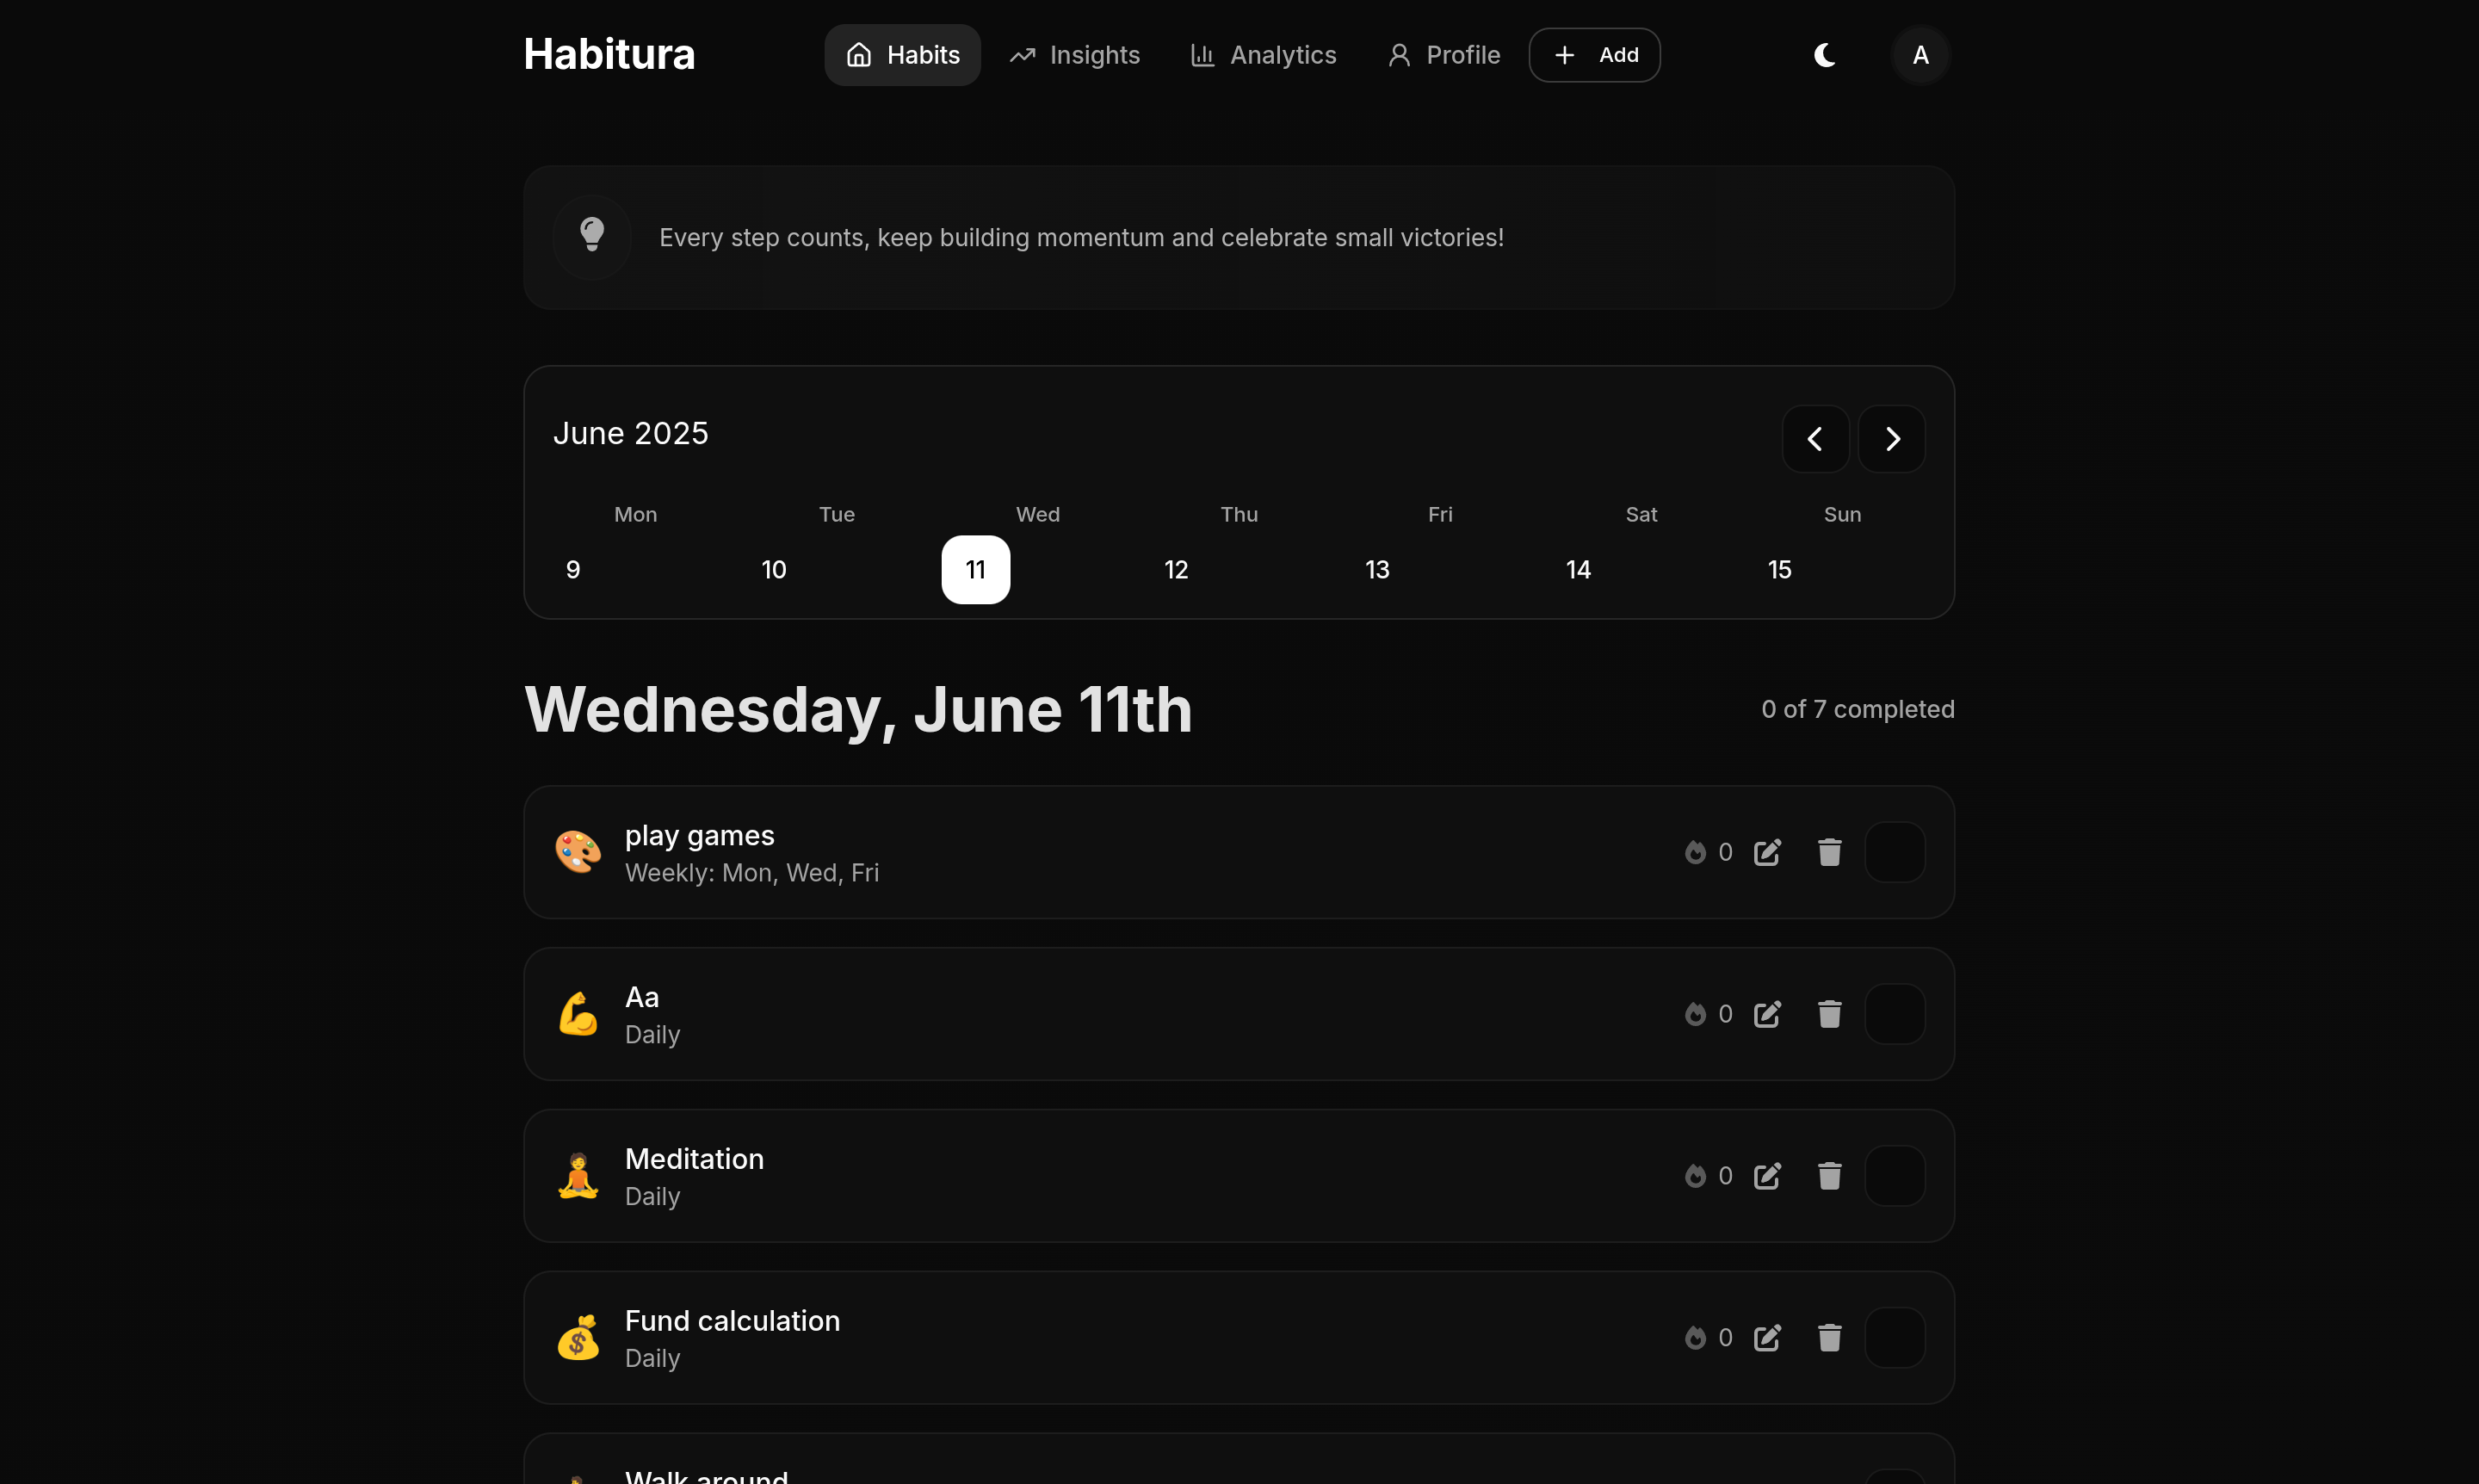 Habitura
Habits
Insights
Analytics
Profile
Add
A
Every step counts, keep building momentum and celebrate small victories!
June 2025
Mon Tue Wed Thu Fri Sat Sun
9 10 11 12 13 14 15
Wednesday, June 11th
0 of 7 completed
play games
Weekly: Mon, Wed, Fri
0
Aa
Daily
0
Meditation
Daily
0
Fund calculation
Daily
0
Walk around